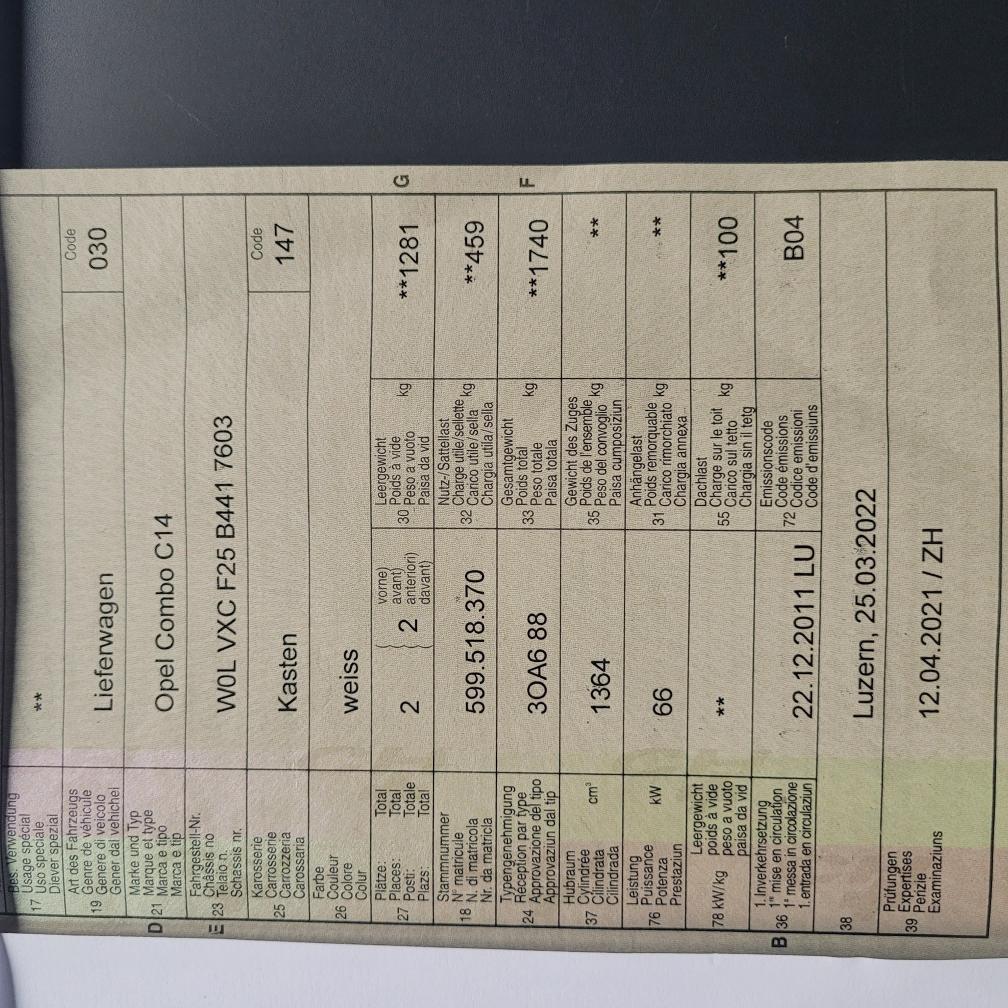 Bes. Verwendung
17 Usage spécial
Uso speciale
Diever spezial
**
Art des Fahrzeugs
Genre de véhicule
19 Genere di veicolo
Gener dal vehichel
Lieferwagen
Code
030
Marke und Typ
D 21 Marque et type
Marca e tipo
Marca e tip
Opel Combo C14
Fahrgestell-Nr.
E 23 Châssis no
Telaio n.
Schassis nr.
W0L VXC F25 B441 7603
Karosserie
25 Carrosserie
Carrozzeria
Carossaria
Kasten
Code
147
Farbe
26 Couleur
Colore
Colur
weiss
Plätze: Total
27 Places: Total
Posti: Totale
Plazs: Total
2
2
vorne)
avant)
anteriori)
davant)
Leergewicht
30 Poids à vide
Peso a vuoto
Paisa da vid
kg
**1281
G
Stammnummer
18 N° matricule
N. di matricola
Nr. da matricla
599.518.370
Nutz-/Sattellast
32 Charge utile/sellette
Carico utile/sella kg
Chargia utila/sella
**459
Typengenehmigung
24 Réception par type
Approvazione del tipo
Approvaziun dal tip
3OA6 88
Gesamtgewicht
33 Poids total
Peso totale
Paisa totala
kg
**1740
F
Hubraum
37 Cylindrée
Cilindrata
Cilindrada
cm³
1364
Gewicht des Zuges
35 Poids de l'ensemble kg
Peso del convoglio
Paisa cumposiziun
**
Leistung
76 Puissance
Potenza
Prestaziun
kW
66
Anhängelast
31 Poids remorquable
Carico rimorchiato kg
Chargia annexa
**
78 kW/kg
Leergewicht
poids à vide
peso a vuoto
paisa da vid
**
Dachlast
55 Charge sur le toit
Carico sul tetto
Chargia sin il tetg
kg
**100
1. Inverkehrsetzung
B 36 1re mise en circulation
1a messa in circolazione
1. entrada en circulaziun
22.12.2011 LU
Emissionscode
72 Code émissions
Codice emissioni
Code d'emissiuns
B04
38
Luzern, 25.03.2022
Prüfungen
39 Expertises
Perizie
Examinaziuns
12.04.2021 / ZH